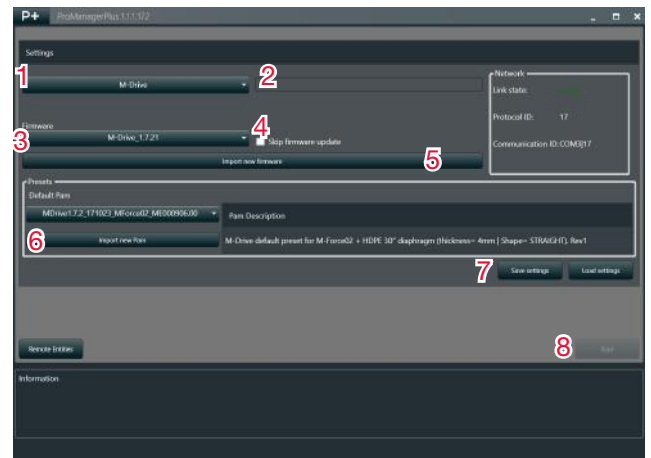 P+ ProManagerPlus 1.1.1.172
Settings
1 2
M-Drive
Network
Link state:
Protocol ID: 17
Communication ID: COM3|17
Firmware
3 M-Drive_1.7.21
4 Skip firmware update
Import new firmware 5
Presets
Default Pam
MDrive1.7.2_171023_MForce02_ME000906.00
Pam Description
6 Import new Pam
M-Drive default preset for M-Force02 + HDPE 30" diaphragm (thickness= 4mm | Shape= STRAIGHT). Rev1
7 Save settings Load settings
Remote Entities
8 Start
Information